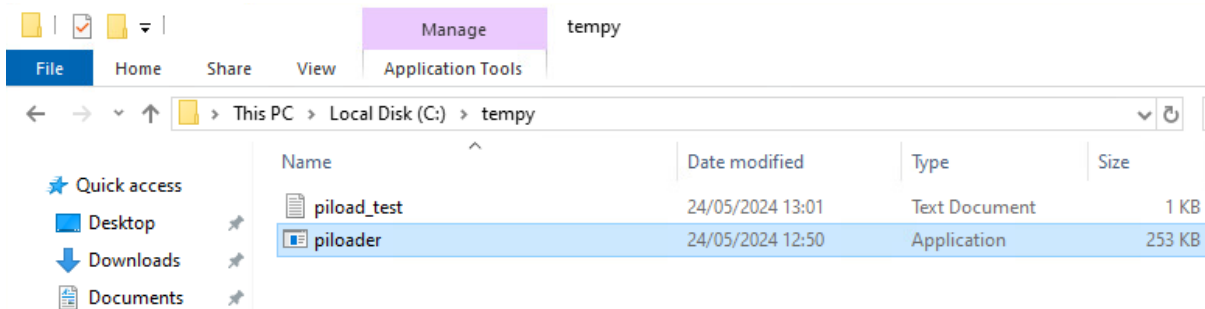 Manage tempy
File Home Share View Application Tools
This PC > Local Disk (C:) > tempy
Name Date modified Type Size
Quick access
piload_test 24/05/2024 13:01 Text Document 1 KB
Desktop
piloader 24/05/2024 12:50 Application 253 KB
Downloads
Documents